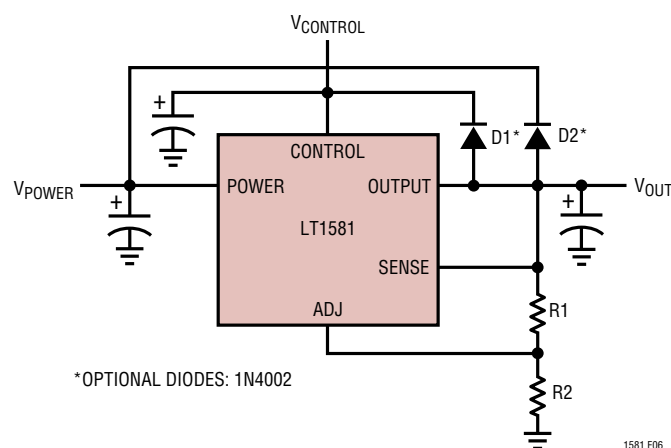 VCONTROL
+
CONTROL
D1*
D2*
VPOWER
POWER
OUTPUT
VOUT
+
+
LT1581
SENSE
ADJ
R1
*OPTIONAL DIODES: 1N4002
R2
1581 F06